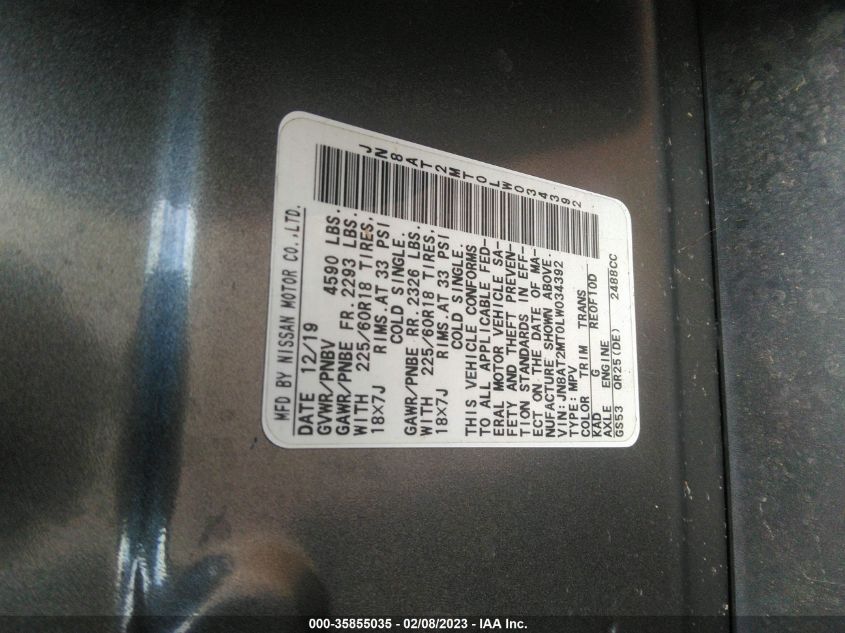 MFD BY NISSAN MOTOR CO.,LTD.
DATE 12/19
GVWR/PNBV 4590 LBS.
GAWR/PNBE FR. 2293 LBS.
WITH 225/60R18 TIRES,
18X7J RIMS.AT 33 PSI
COLD SINGLE.
GAWR/PNBE RR. 2326 LBS.
WITH 225/60R18 TIRES,
18X7J RIMS.AT 33 PSI
COLD SINGLE.
THIS VEHICLE CONFORMS
TO ALL APPLICABLE FED-
ERAL MOTOR VEHICLE SA-
FETY AND THEFT PREVEN-
TION STANDARDS IN EFF-
ECT ON THE DATE OF MA-
NUFACTURE SHOWN ABOVE.
VIN:JN8AT2MT0LW034392
TYPE:MPV
COLOR TRIM TRANS
KAD G RE0F10D
AXLE ENGINE
GS53 QR25(DE) 2488CC
JN8AT2MT0LW034392
000-35855035 - 02/08/2023 - IAA Inc.